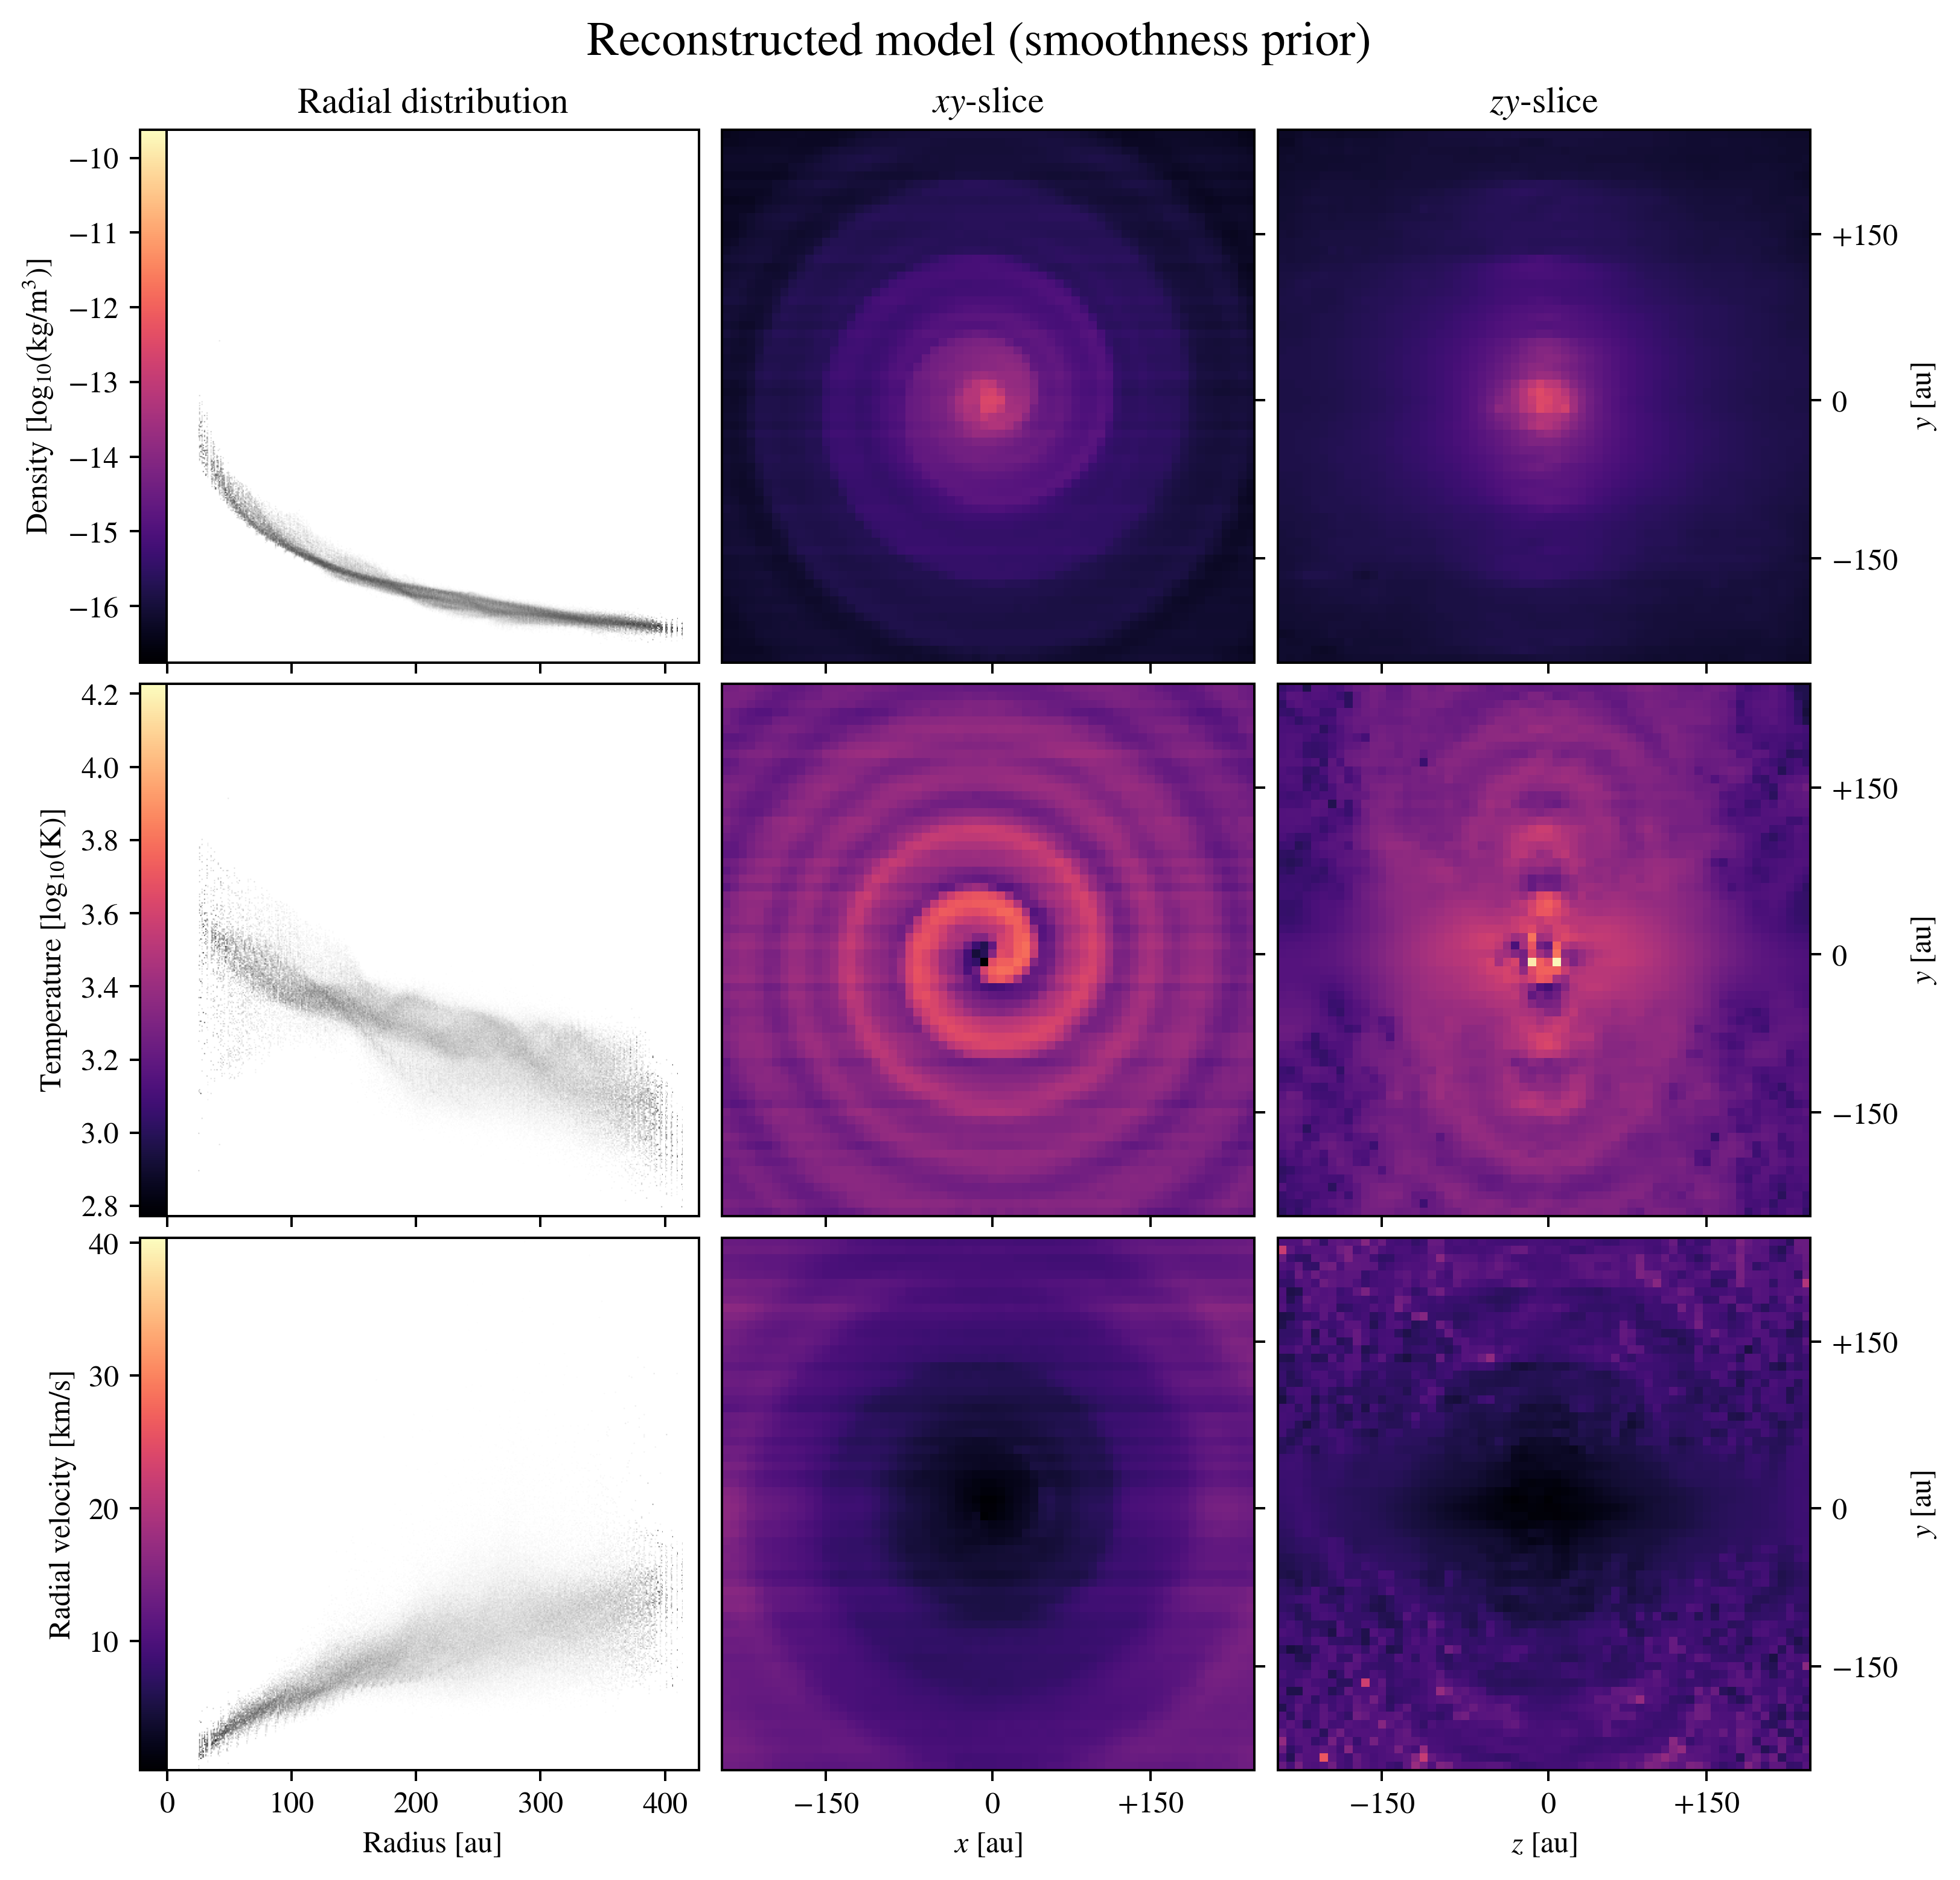 Reconstructed model (smoothness prior)
Radial distribution
xy-slice
zy-slice
Density [log₁₀(kg/m³)]
−10
−11
−12
−13
−14
−15
−16
+150
0
−150
y [au]
Temperature [log₁₀(K)]
4.2
4.0
3.8
3.6
3.4
3.2
3.0
2.8
+150
0
−150
y [au]
Radial velocity [km/s]
40
30
20
10
+150
0
−150
y [au]
0 100 200 300 400
Radius [au]
−150 0 +150
x [au]
−150 0 +150
z [au]